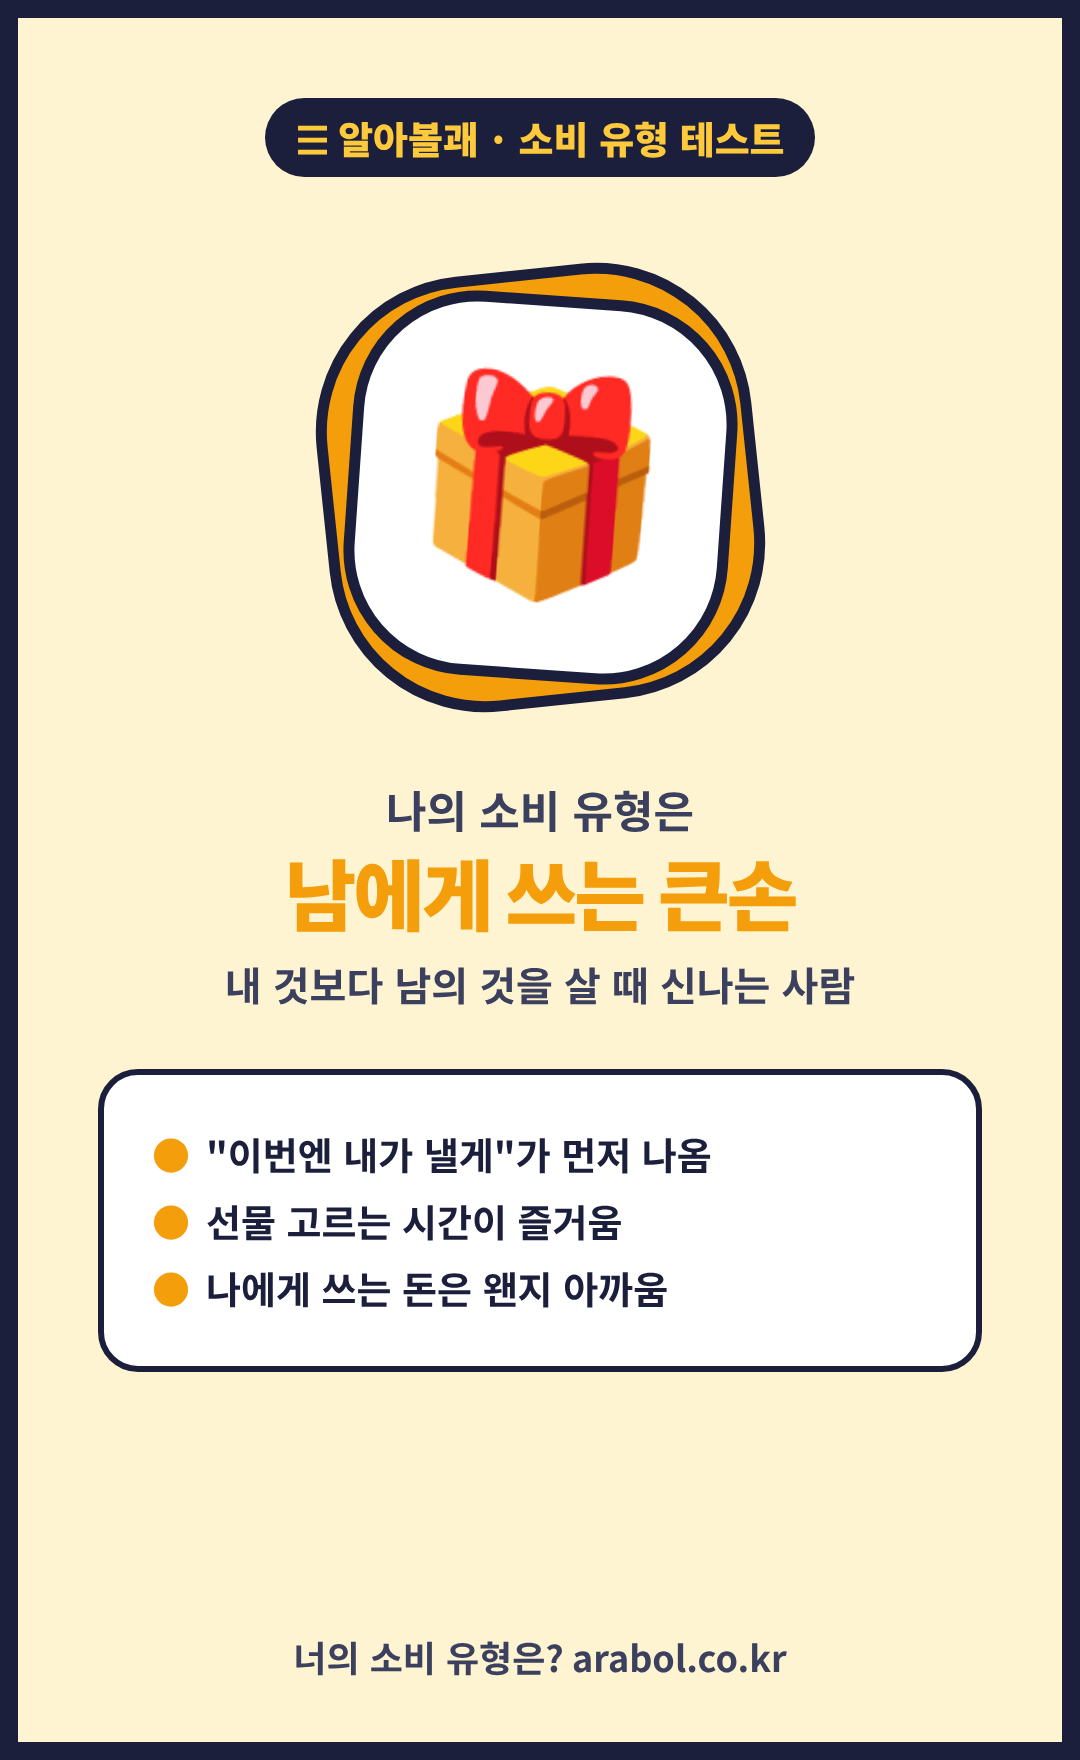 ☰ 알아볼괘 · 소비 유형 테스트
나의 소비 유형은
남에게 쓰는 큰손
내 것보다 남의 것을 살 때 신나는 사람
"이번엔 내가 낼게"가 먼저 나옴
선물 고르는 시간이 즐거움
나에게 쓰는 돈은 왠지 아까움
너의 소비 유형은? arabol.co.kr